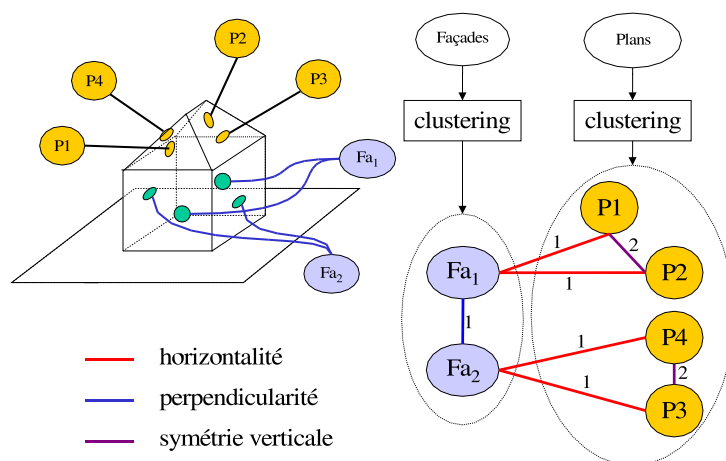 P2
P4
P3
P1
Fa₁
Fa₂
Façades
Plans
clustering
clustering
P1
1
2
Fa₁
1
P2
1
P4
Fa₂
1
2
1
P3
horizontalité
perpendicularité
symétrie verticale